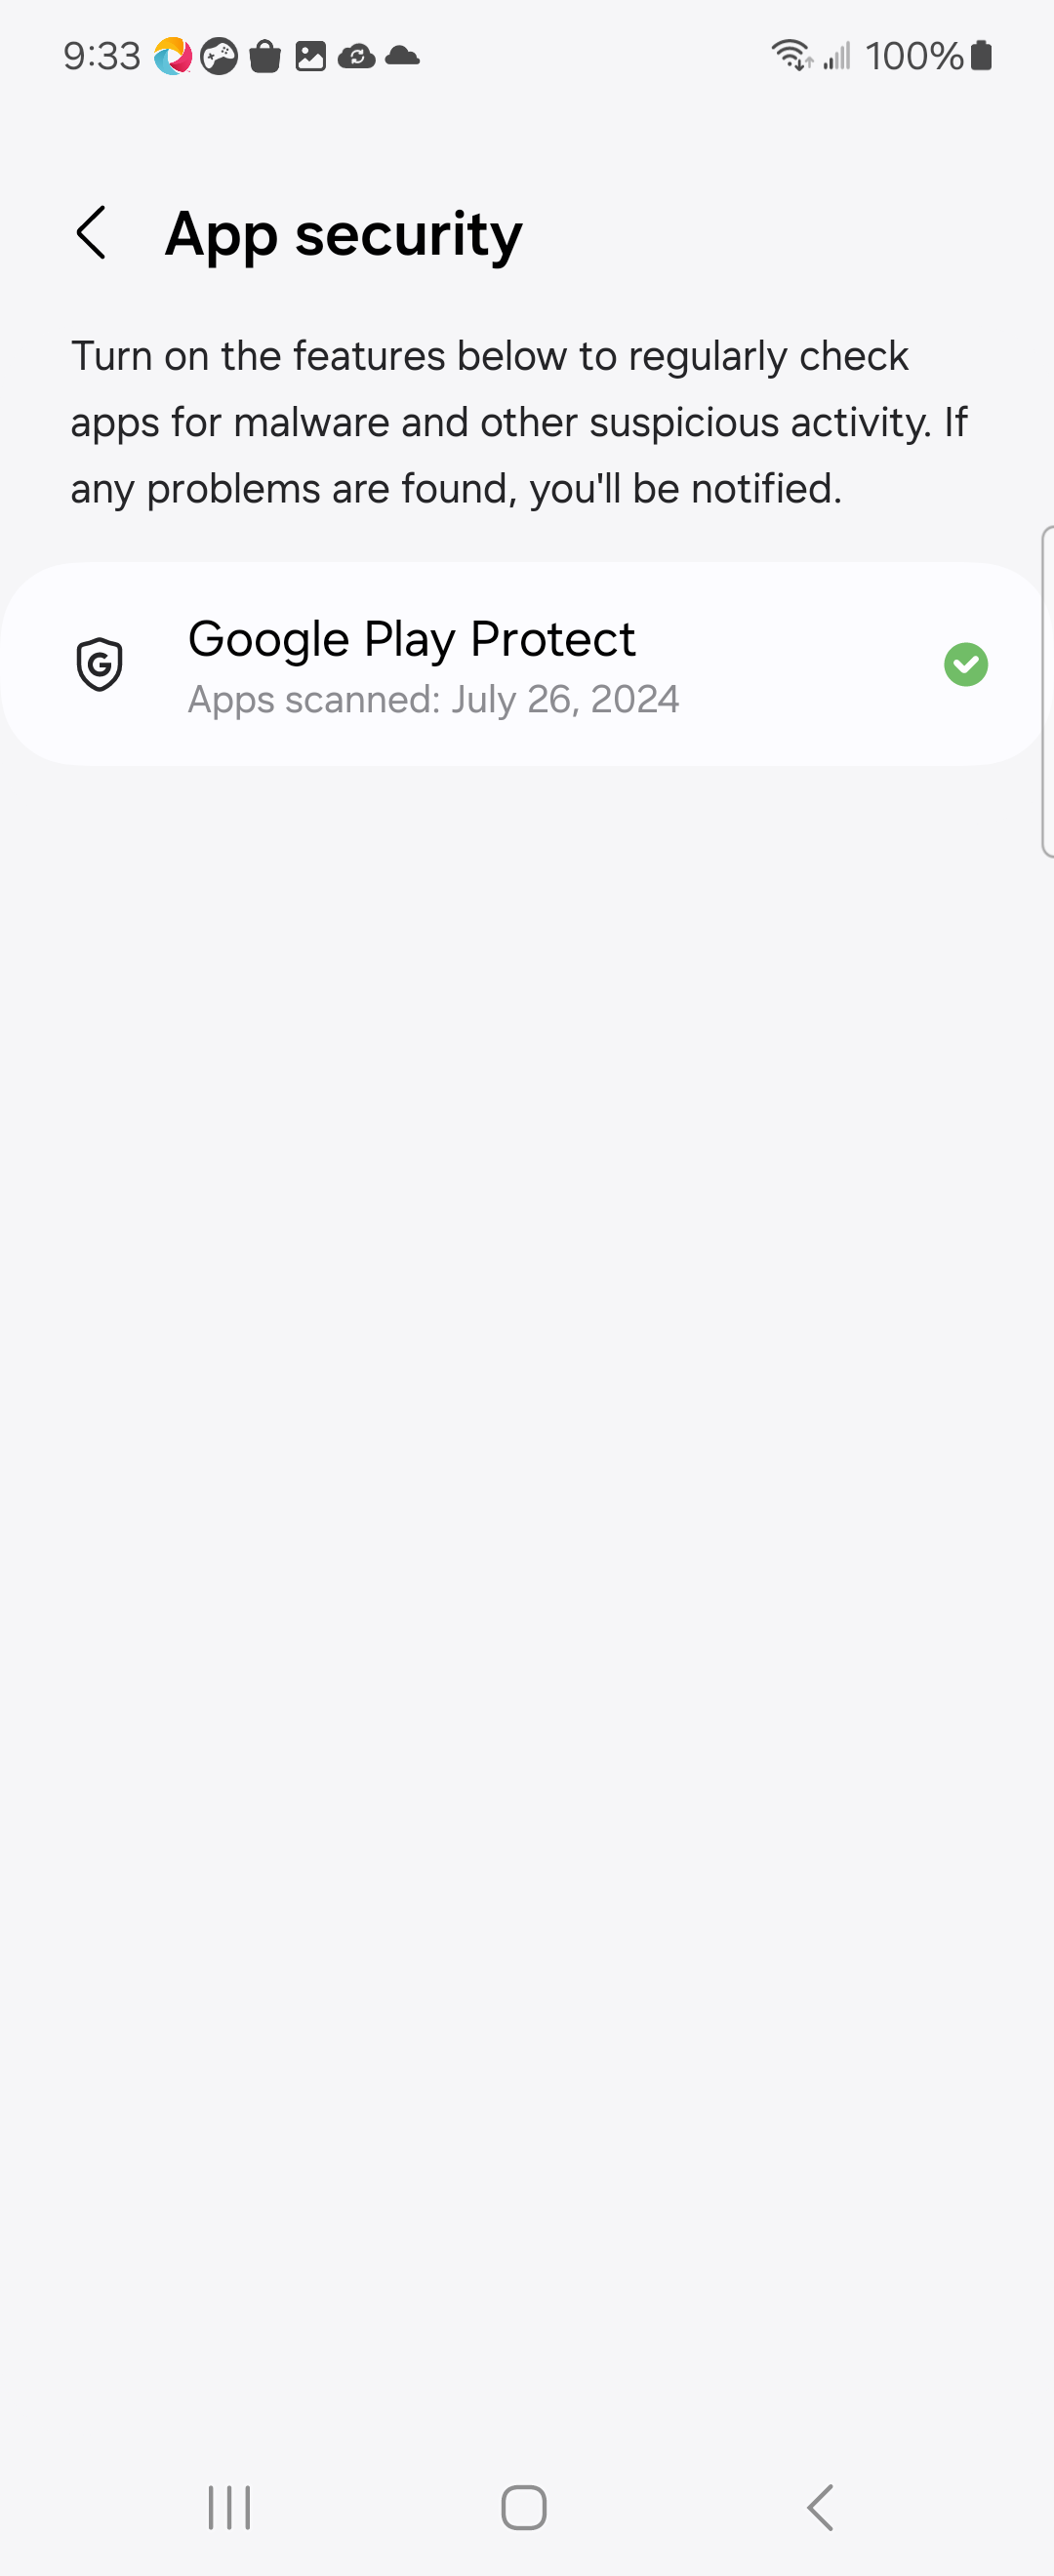 9:33 100%
App security
Turn on the features below to regularly check
apps for malware and other suspicious activity. If
any problems are found, you'll be notified.
Google Play Protect
Apps scanned: July 26, 2024